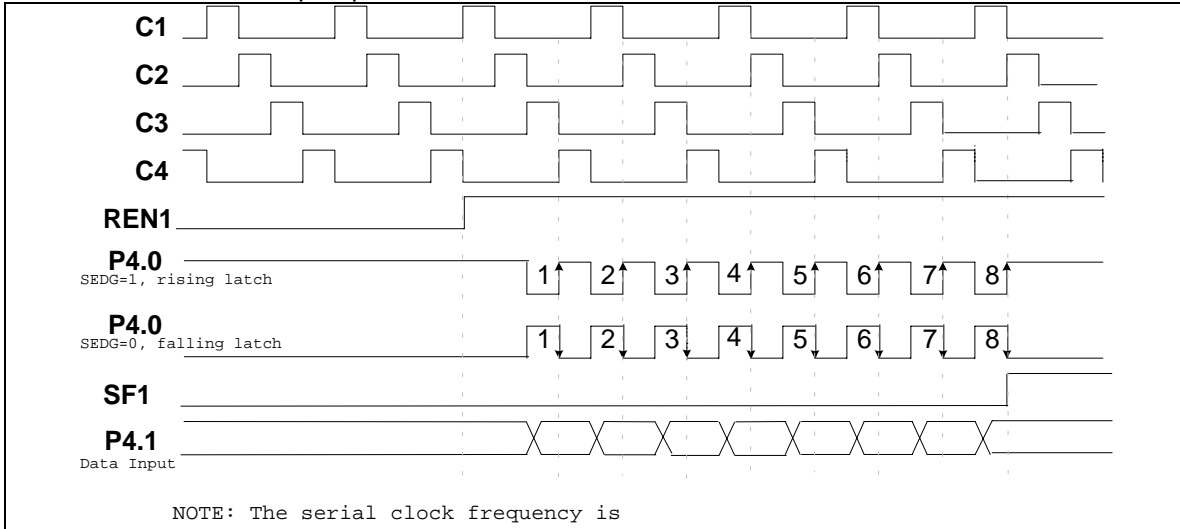 C1
C2
C3
C4
REN1
P4.0
SEDG=1, rising latch
1 2 3 4 5 6 7 8
P4.0
SEDG=0, falling latch
1 2 3 4 5 6 7 8
SF1
P4.1
Data Input
NOTE: The serial clock frequency is